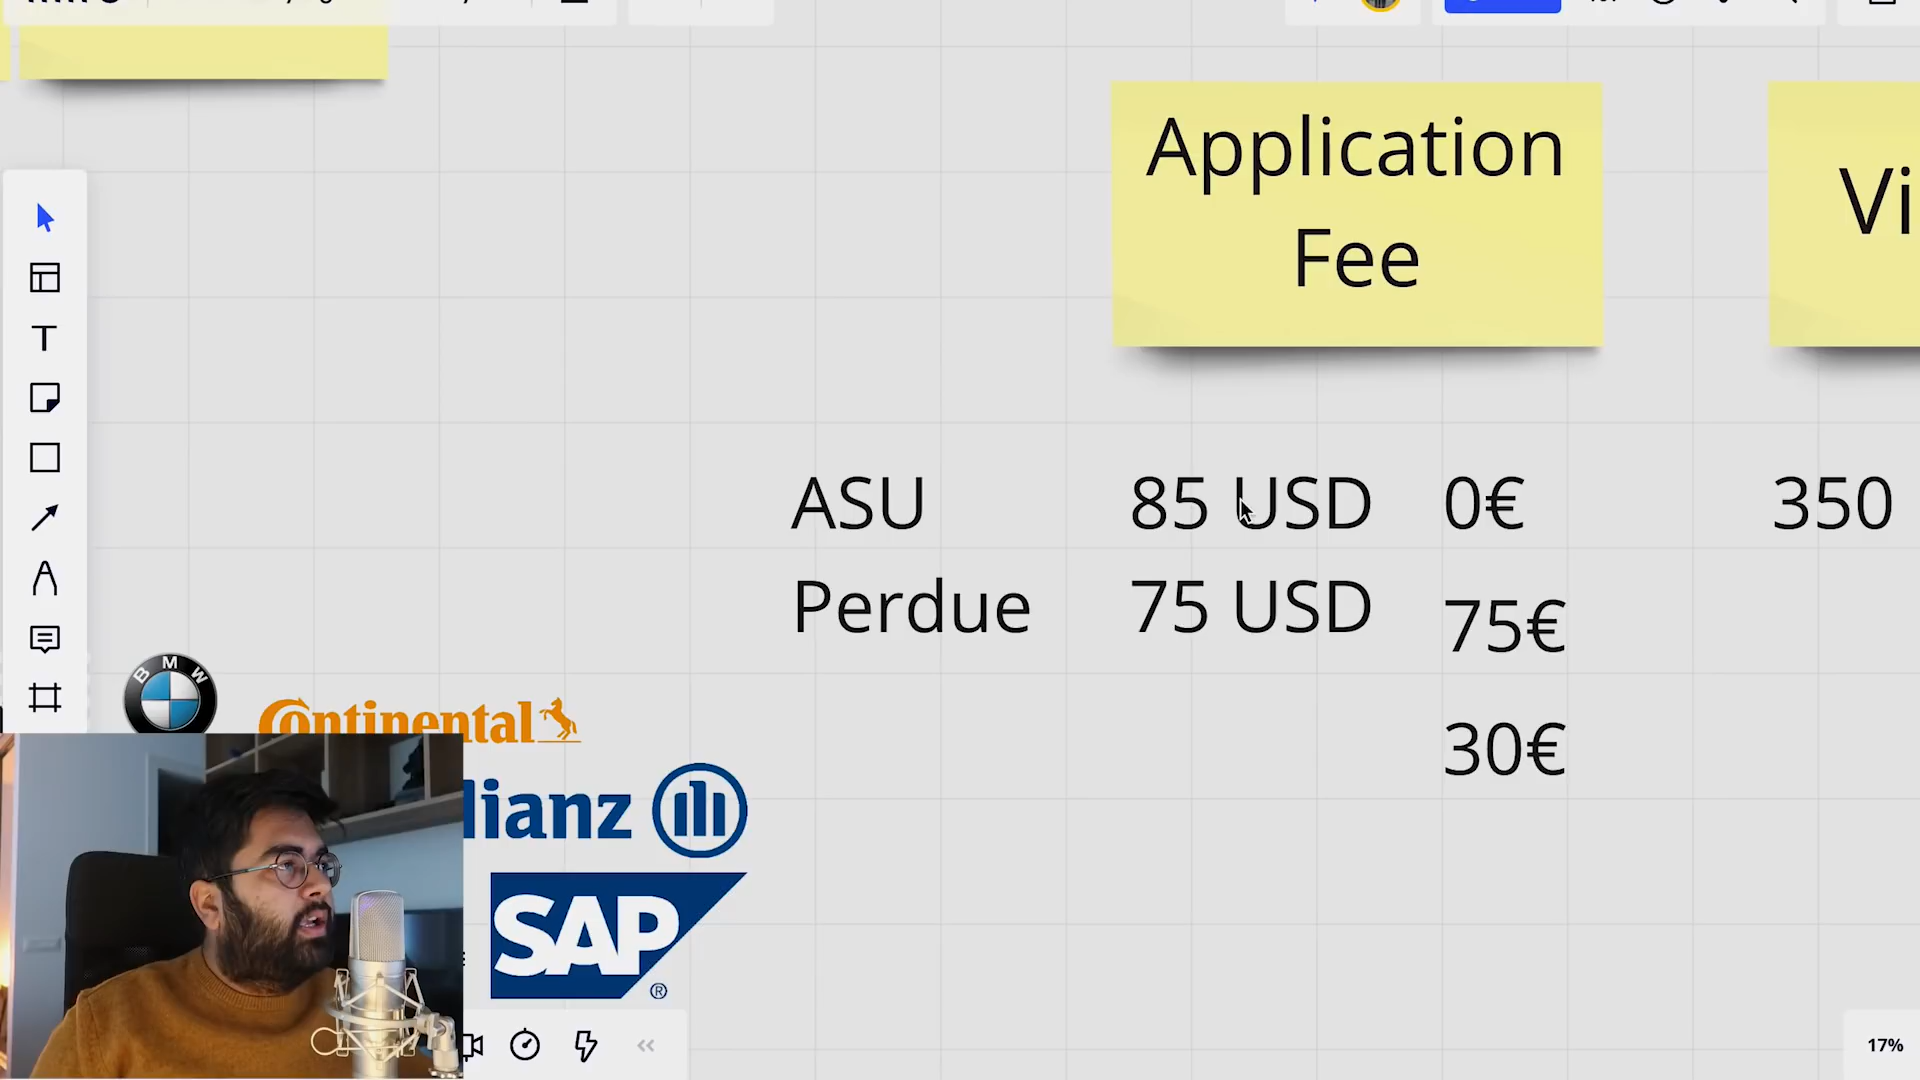 Application
Fee
Vi
ASU
85 USD
0€
350
Perdue
75 USD
75€
30€
BMW
Continental
lianz
SAP
®
17%